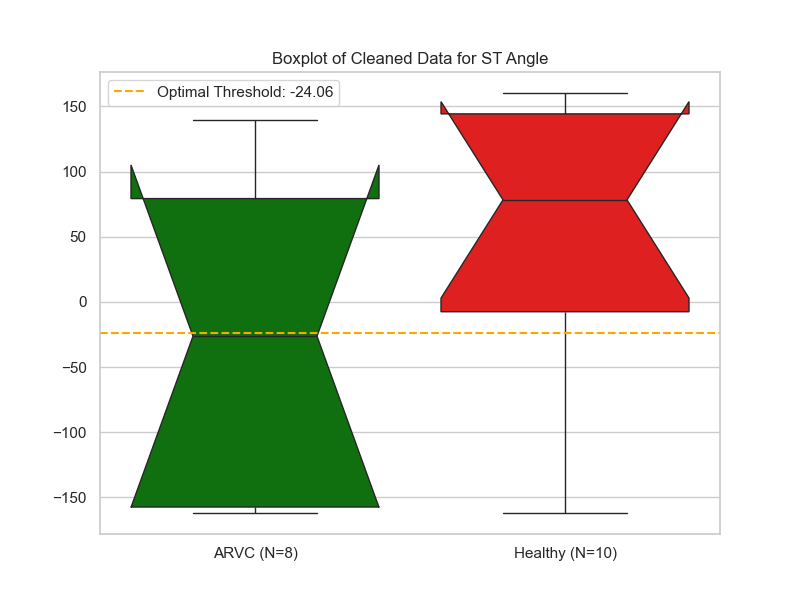 Boxplot of Cleaned Data for ST Angle
Optimal Threshold: -24.06
150
100
50
0
−50
−100
−150
ARVC (N=8)
Healthy (N=10)